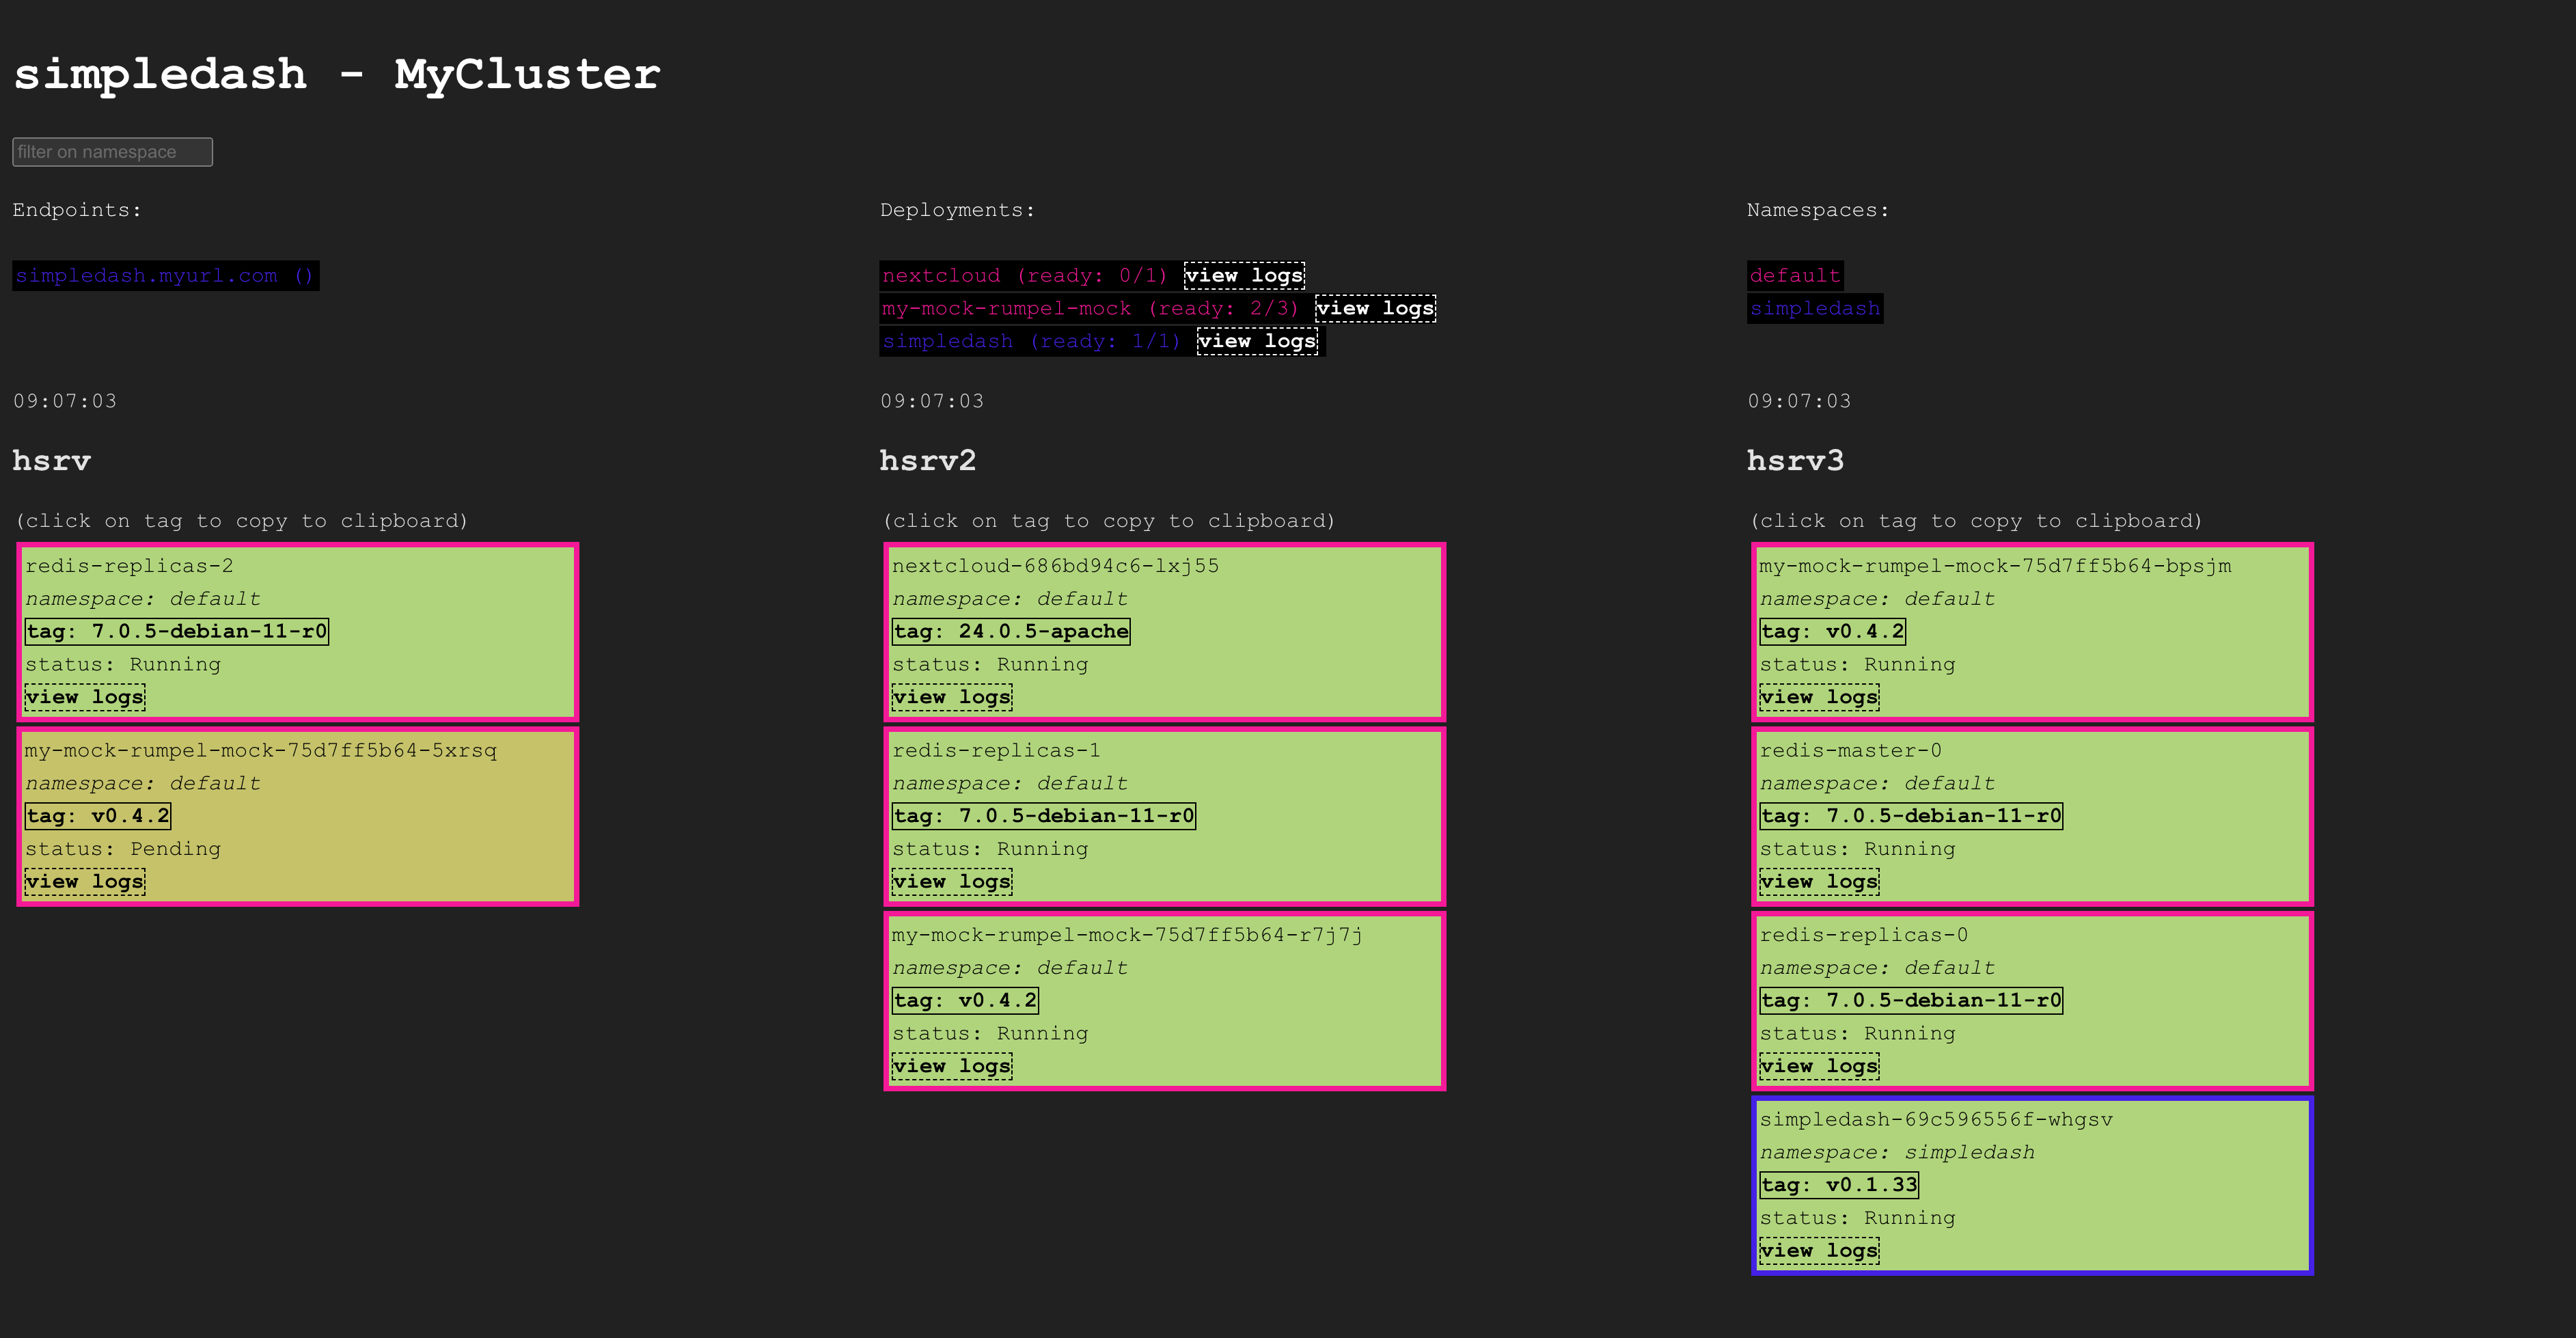 simpledash - MyCluster
filter on namespace
Endpoints:
simpledash.myurl.com ()
09:07:03
Deployments:
nextcloud (ready: 0/1) view logs
my-mock-rumpel-mock (ready: 2/3) view logs
simpledash (ready: 1/1) view logs
09:07:03
Namespaces:
default
simpledash
09:07:03
hsrv
(click on tag to copy to clipboard)
redis-replicas-2
namespace: default
tag: 7.0.5-debian-11-r0
status: Running
view logs
my-mock-rumpel-mock-75d7ff5b64-5xrsq
namespace: default
tag: v0.4.2
status: Pending
view logs
hsrv2
(click on tag to copy to clipboard)
nextcloud-686bd94c6-lxj55
namespace: default
tag: 24.0.5-apache
status: Running
view logs
redis-replicas-1
namespace: default
tag: 7.0.5-debian-11-r0
status: Running
view logs
my-mock-rumpel-mock-75d7ff5b64-r7j7j
namespace: default
tag: v0.4.2
status: Running
view logs
hsrv3
(click on tag to copy to clipboard)
my-mock-rumpel-mock-75d7ff5b64-bpsjm
namespace: default
tag: v0.4.2
status: Running
view logs
redis-master-0
namespace: default
tag: 7.0.5-debian-11-r0
status: Running
view logs
redis-replicas-0
namespace: default
tag: 7.0.5-debian-11-r0
status: Running
view logs
simpledash-69c596556f-whgsv
namespace: simpledash
tag: v0.1.33
status: Running
view logs